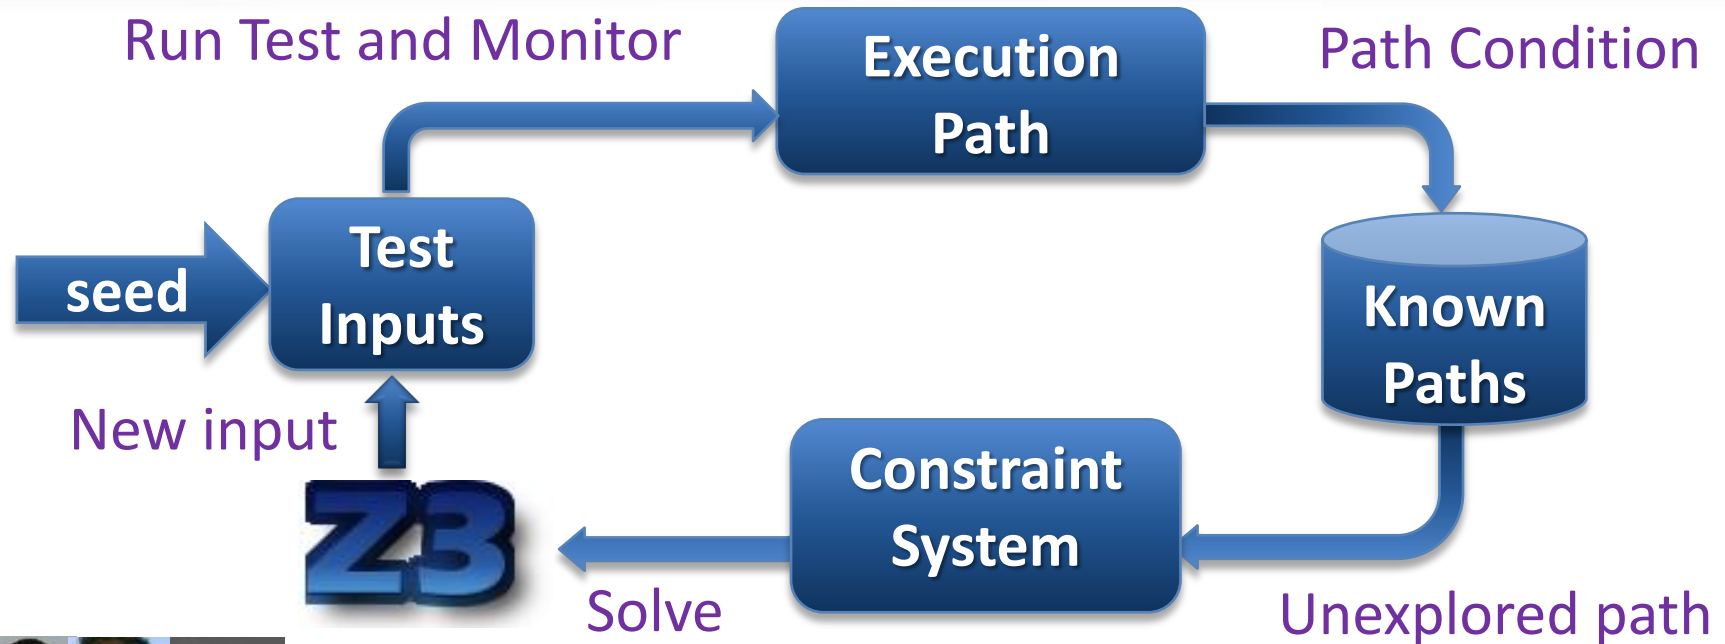 Run Test and Monitor
Execution
Path
Path Condition
seed
Test
Inputs
Known
Paths
New input
Constraint
System
Z3
Solve
Unexplored path